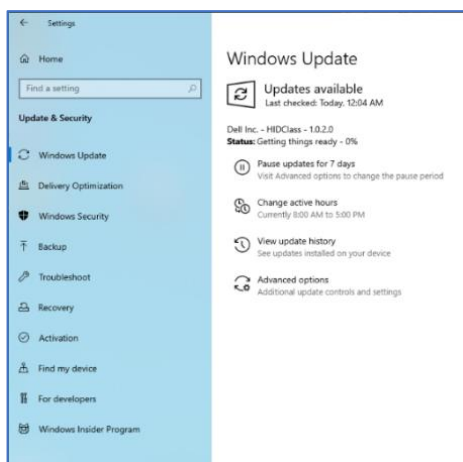 Settings
Home
Find a setting
Update & Security
Windows Update
Delivery Optimization
Windows Security
Backup
Troubleshoot
Recovery
Activation
Find my device
For developers
Windows Insider Program
Windows Update
Updates available
Last checked: Today, 12:04 AM
Dell Inc. - HIDClass - 1.0.2.0
Status: Getting things ready - 0%
Pause updates for 7 days
Visit Advanced options to change the pause period
Change active hours
Currently 8:00 AM to 5:00 PM
View update history
See updates installed on your device
Advanced options
Additional update controls and settings